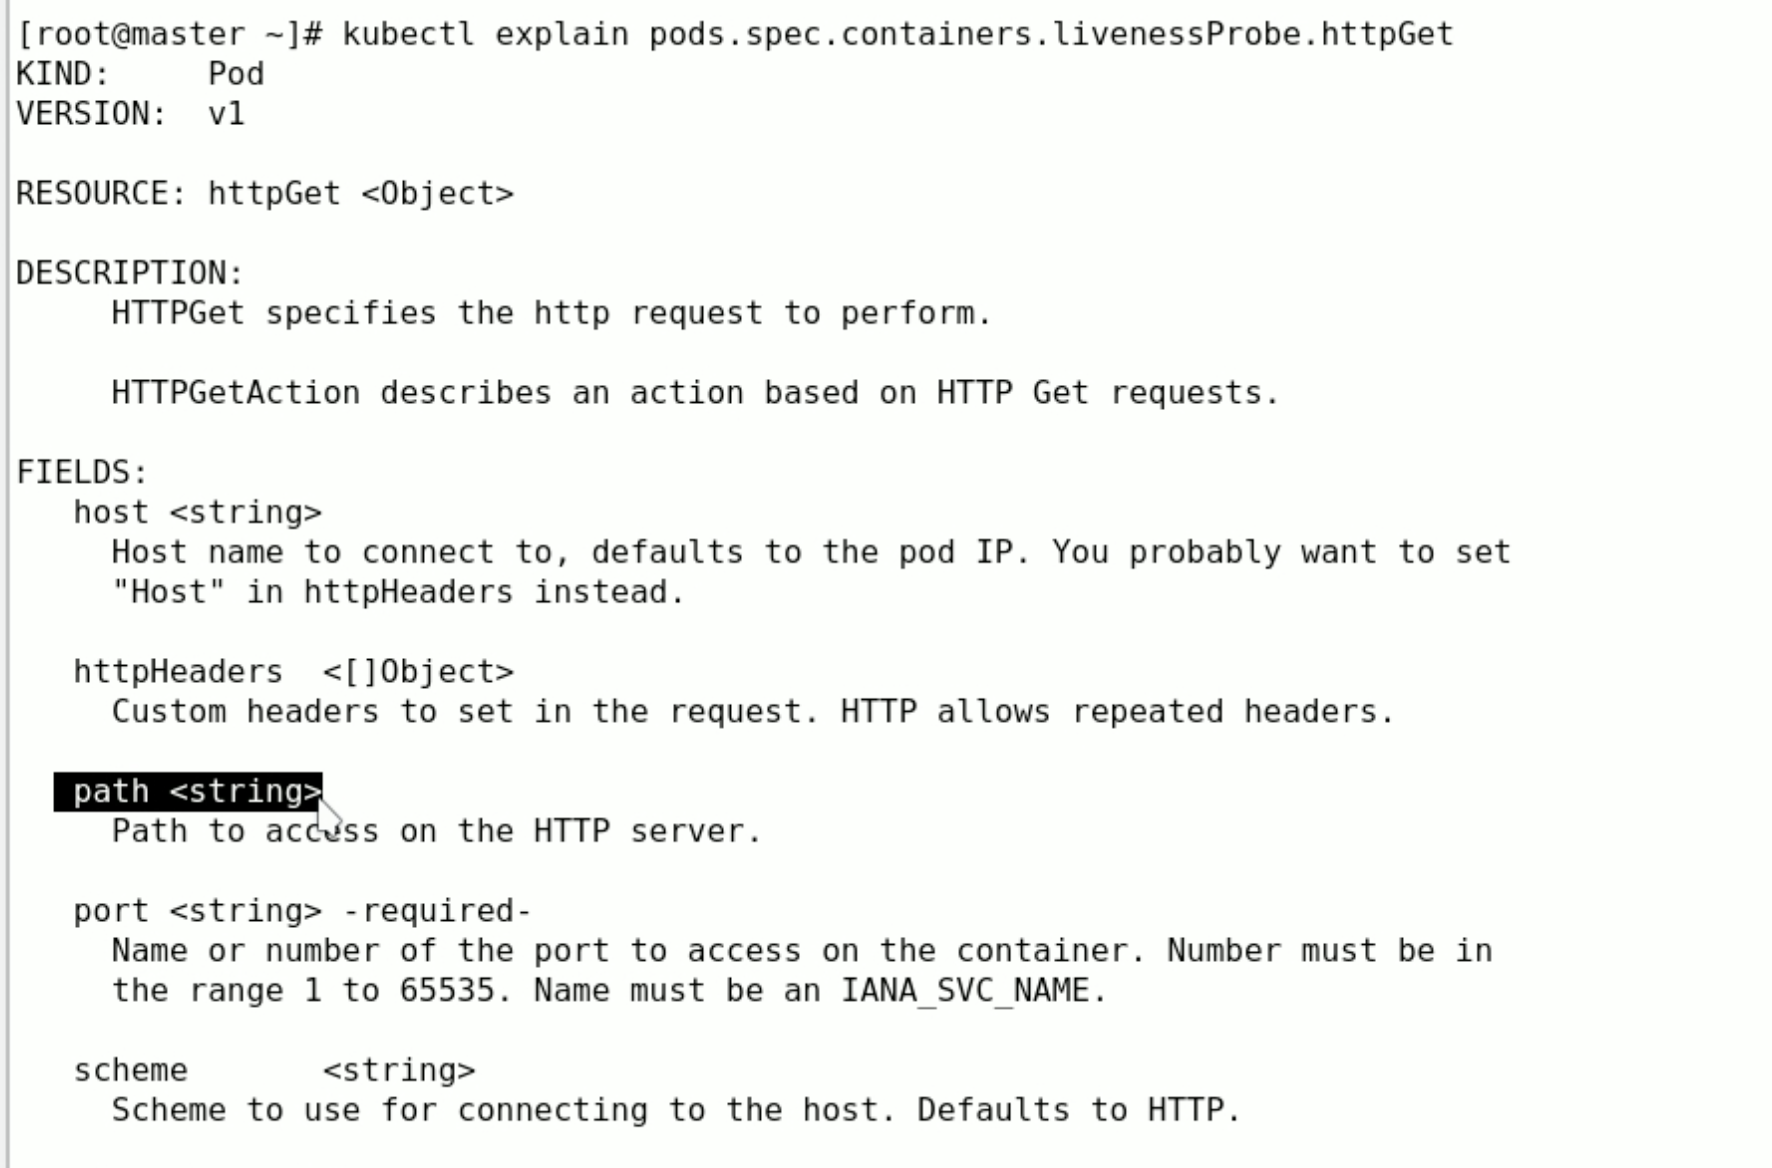 [root@master ~]# kubectl explain pods.spec.containers.livenessProbe.httpGet
KIND:     Pod
VERSION:  v1
RESOURCE: httpGet <Object>
DESCRIPTION:
HTTPGet specifies the http request to perform.
HTTPGetAction describes an action based on HTTP Get requests.
FIELDS:
host <string>
Host name to connect to, defaults to the pod IP. You probably want to set
"Host" in httpHeaders instead.
httpHeaders  <[]Object>
Custom headers to set in the request. HTTP allows repeated headers.
path <string>
Path to access on the HTTP server.
port <string> -required-
Name or number of the port to access on the container. Number must be in
the range 1 to 65535. Name must be an IANA_SVC_NAME.
scheme       <string>
Scheme to use for connecting to the host. Defaults to HTTP.